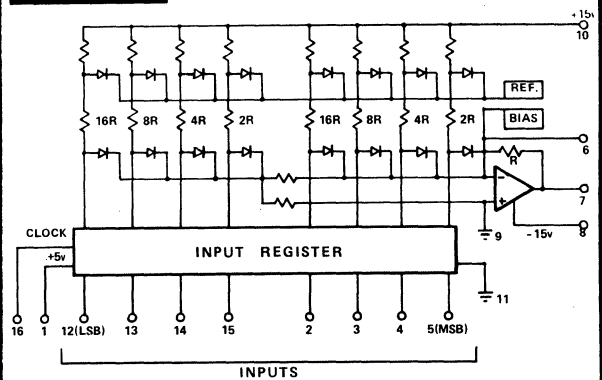 +15v
10
REF.
16R 8R 4R 2R 16R 8R 4R 2R
BIAS
6
R
-
+
7
-15v 8
9
CLOCK
+5v
INPUT REGISTER
11
16 1 12(LSB) 13 14 15 2 3 4 5(MSB)
INPUTS